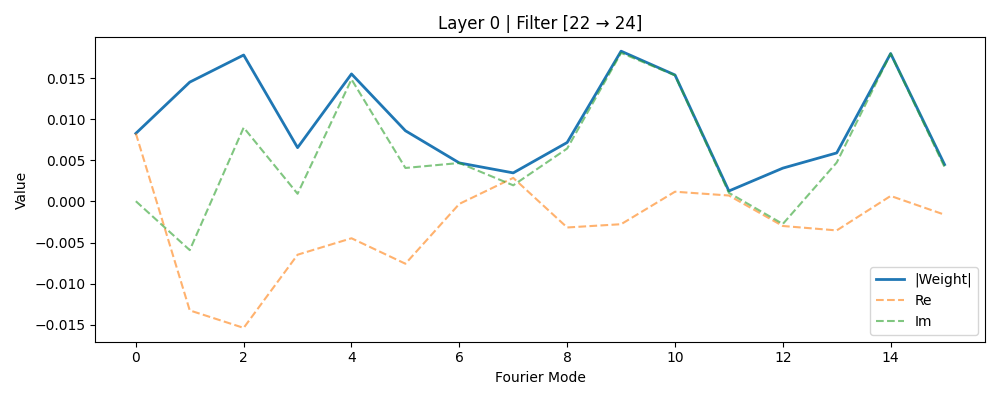 Layer 0 | Filter [22 → 24]
Value
0.015
0.010
0.005
0.000
−0.005
−0.010
−0.015
|Weight|
Re
Im
0 2 4 6 8 10 12 14
Fourier Mode